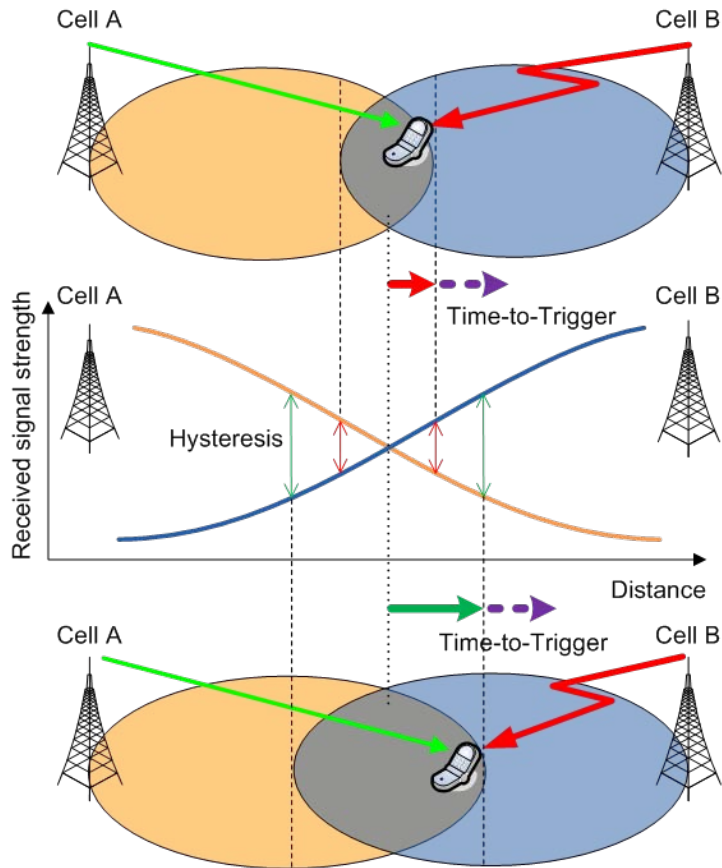 Cell A
Cell B
Time-to-Trigger
Cell A
Cell B
Received signal strength
Hysteresis
Distance
Time-to-Trigger
Cell A
Cell B